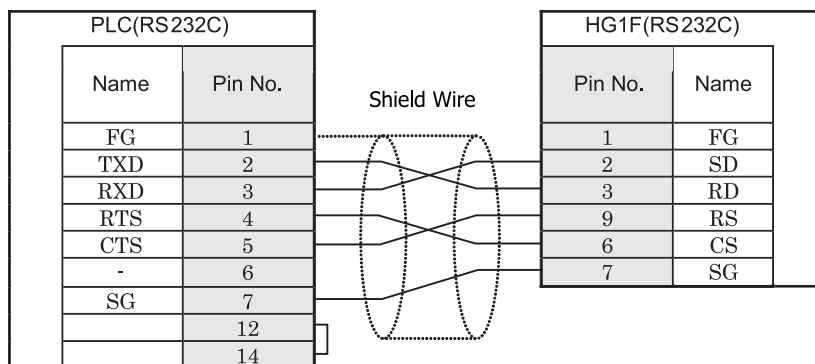 PLC(RS232C)
HG1F(RS232C)
Name Pin No. Shield Wire Pin No. Name
FG 1 1 FG
TXD 2 2 SD
RXD 3 3 RD
RTS 4 9 RS
CTS 5 6 CS
- 6 7 SG
SG 7
12
14